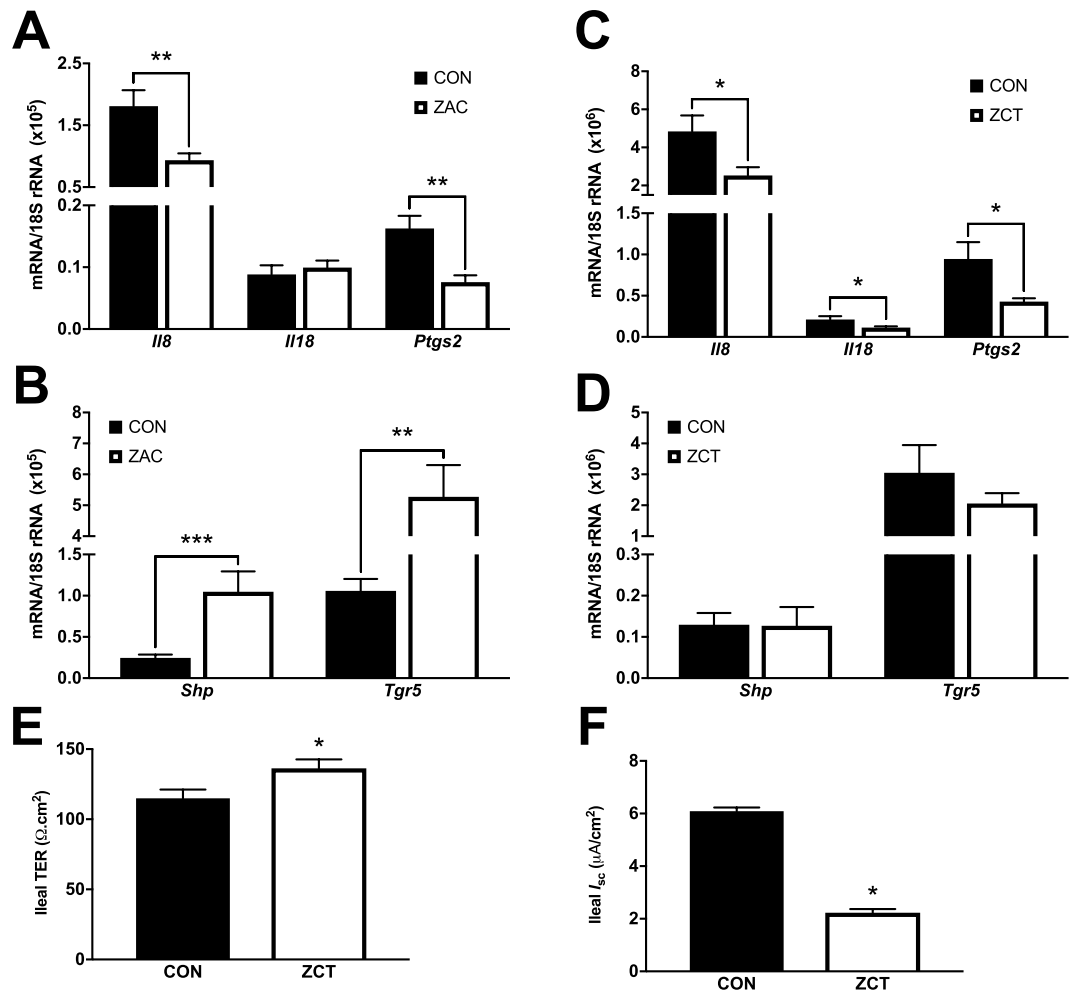 A
mRNA/18S rRNA (x10⁵)
2.5
1.5
0.5
0.2
0.1
0.0
**
**
CON
ZAC
Il8
Il18
Ptgs2
C
mRNA/18S rRNA (x10⁶)
8
6
4
2
1.5
1.0
0.5
0.0
*
*
*
CON
ZCT
Il8
Il18
Ptgs2
B
mRNA/18S rRNA (x10⁵)
8
7
6
5
4
1.5
1.0
0.5
0.0
CON
ZAC
***
**
Shp
Tgr5
D
mRNA/18S rRNA (x10⁶)
5
4
3
2
1
0.3
0.2
0.1
0.0
CON
ZCT
Shp
Tgr5
E
Ileal TER (Ω.cm²)
150
100
50
0
*
CON
ZCT
F
Ileal Isc (μA/cm²)
8
6
4
2
0
*
CON
ZCT